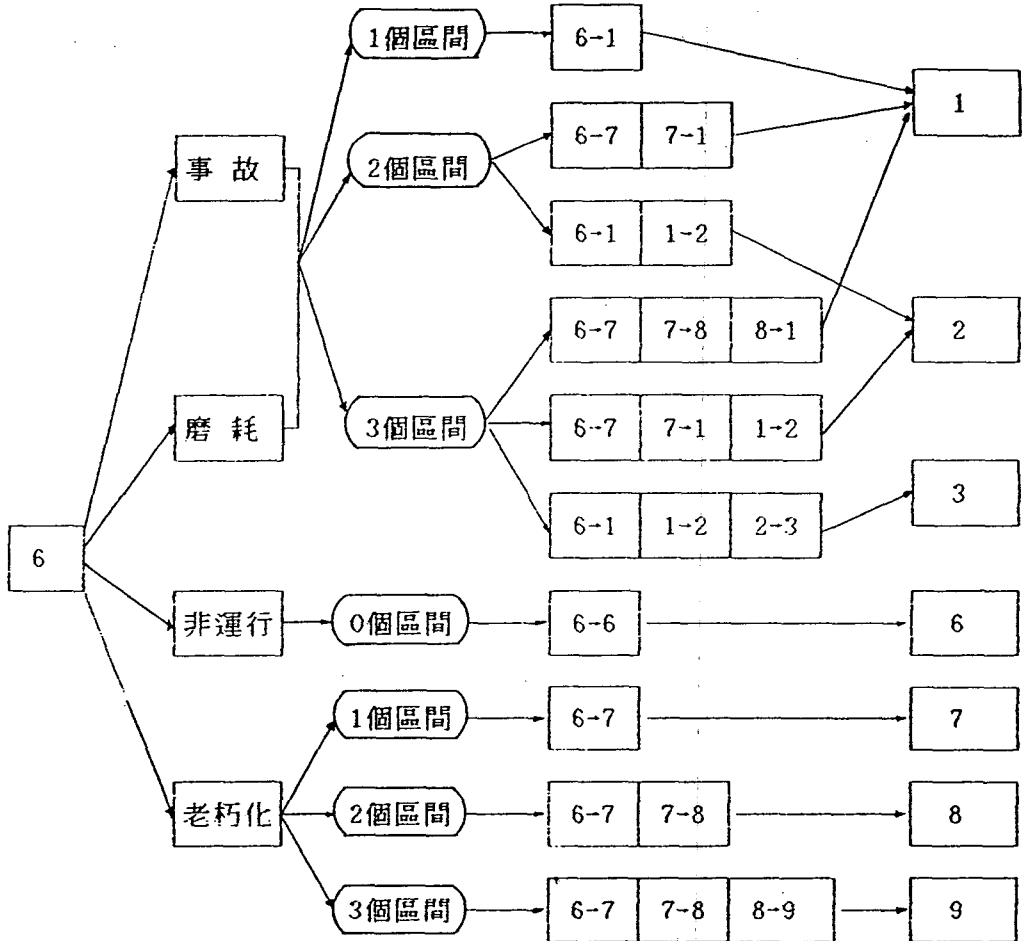 1個區間 6→1
1
6→7 7→1
事故 2個區間
6→1 1→2
6→7 7→8 8→1 2
磨耗 3個區間 6→7 7→1 1→2
3
6→1 1→2 2→3
6
非運行 0個區間 6→6 6
1個區間 6→7 7
老朽化 2個區間 6→7 7→8 8
3個區間 6→7 7→8 8→9 9